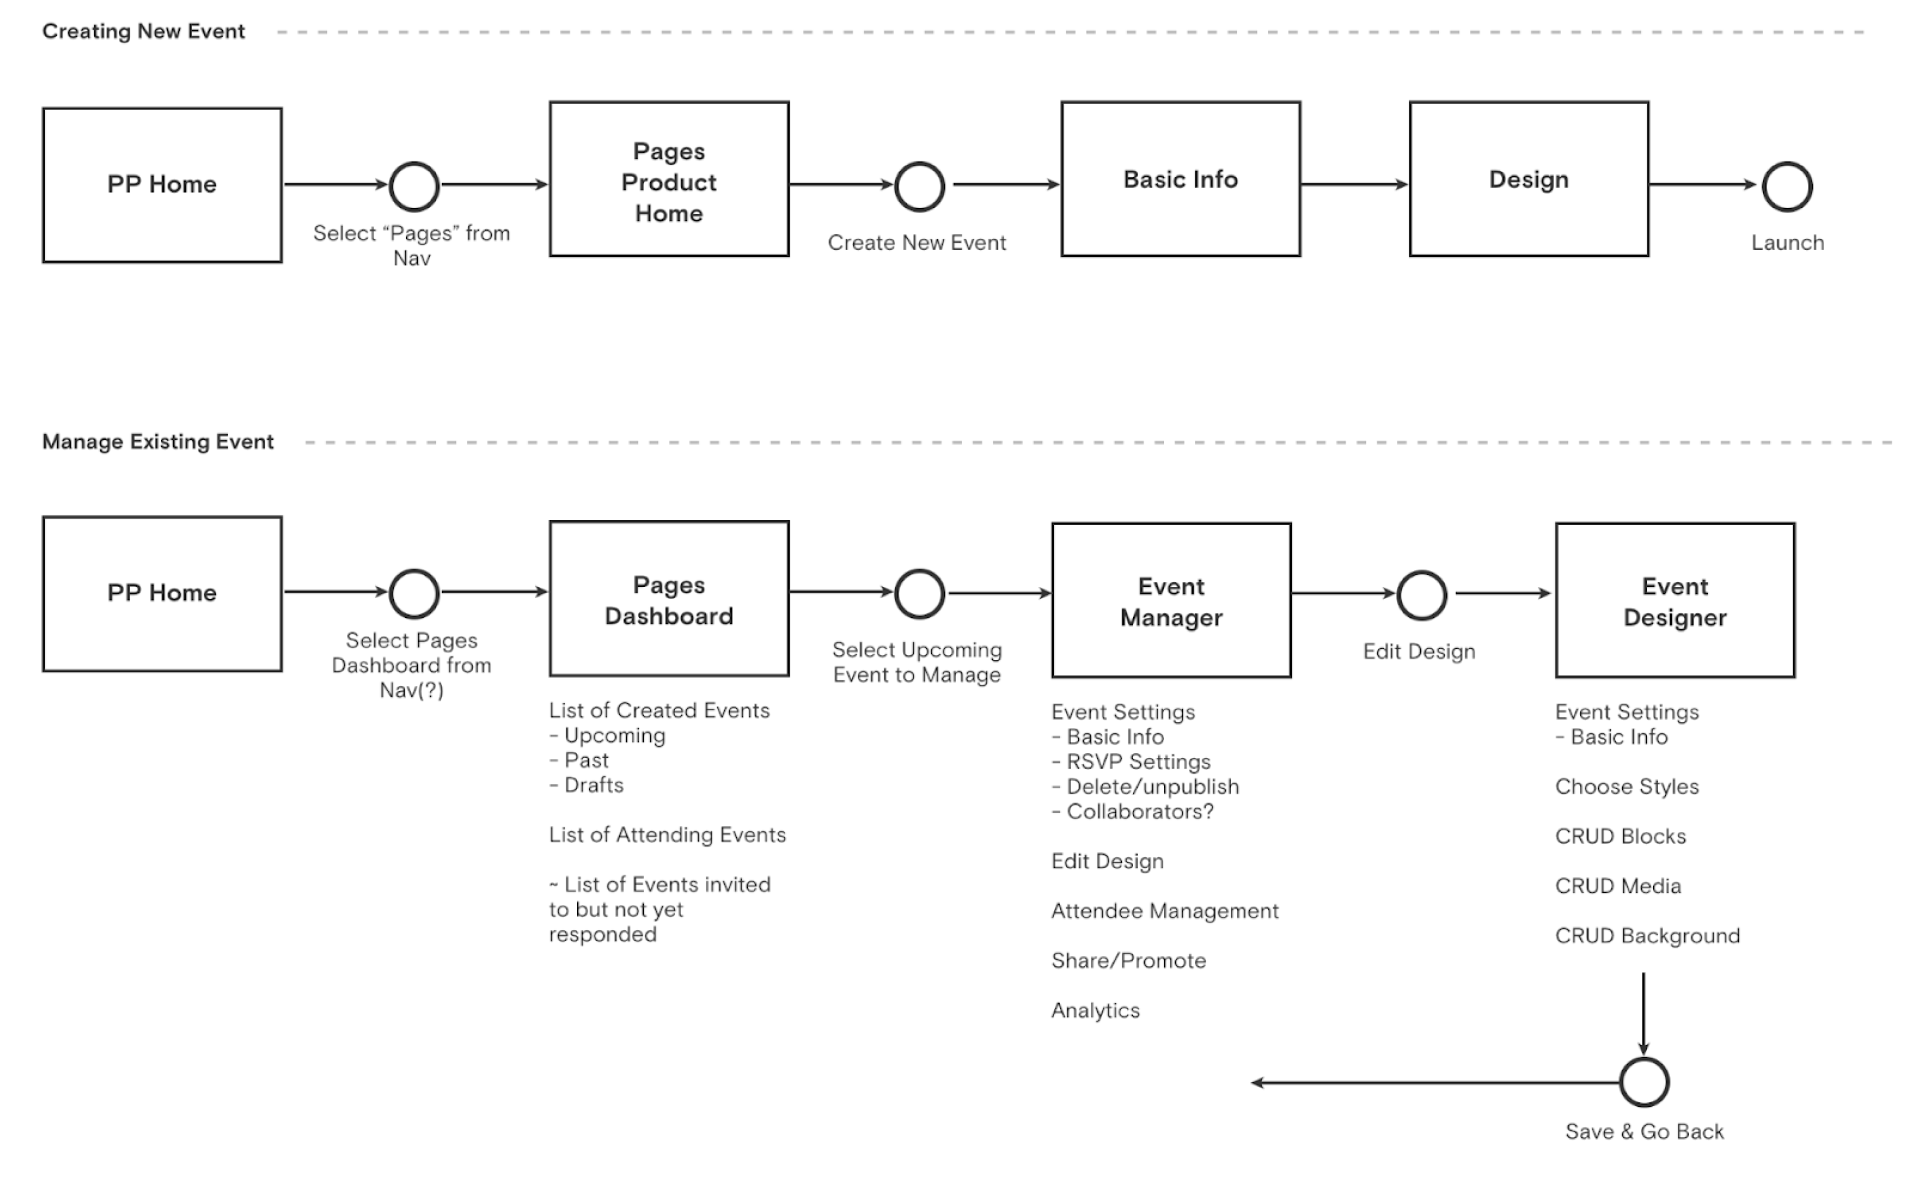 Creating New Event
PP Home
Select “Pages” from
Nav
Pages
Product
Home
Create New Event
Basic Info
Design
Launch
Manage Existing Event
PP Home
Select Pages
Dashboard from
Nav(?)
Pages
Dashboard
List of Created Events
- Upcoming
- Past
- Drafts
List of Attending Events
~ List of Events invited
to but not yet
responded
Select Upcoming
Event to Manage
Event
Manager
Event Settings
- Basic Info
- RSVP Settings
- Delete/unpublish
- Collaborators?
Edit Design
Attendee Management
Share/Promote
Analytics
Edit Design
Event
Designer
Event Settings
- Basic Info
Choose Styles
CRUD Blocks
CRUD Media
CRUD Background
Save & Go Back